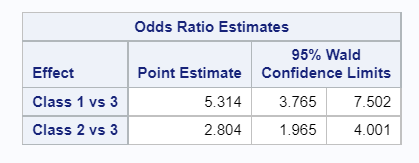 Odds Ratio Estimates
Effect Point Estimate 95% Wald
Confidence Limits
Class 1 vs 3 5.314 3.765 7.502
Class 2 vs 3 2.804 1.965 4.001